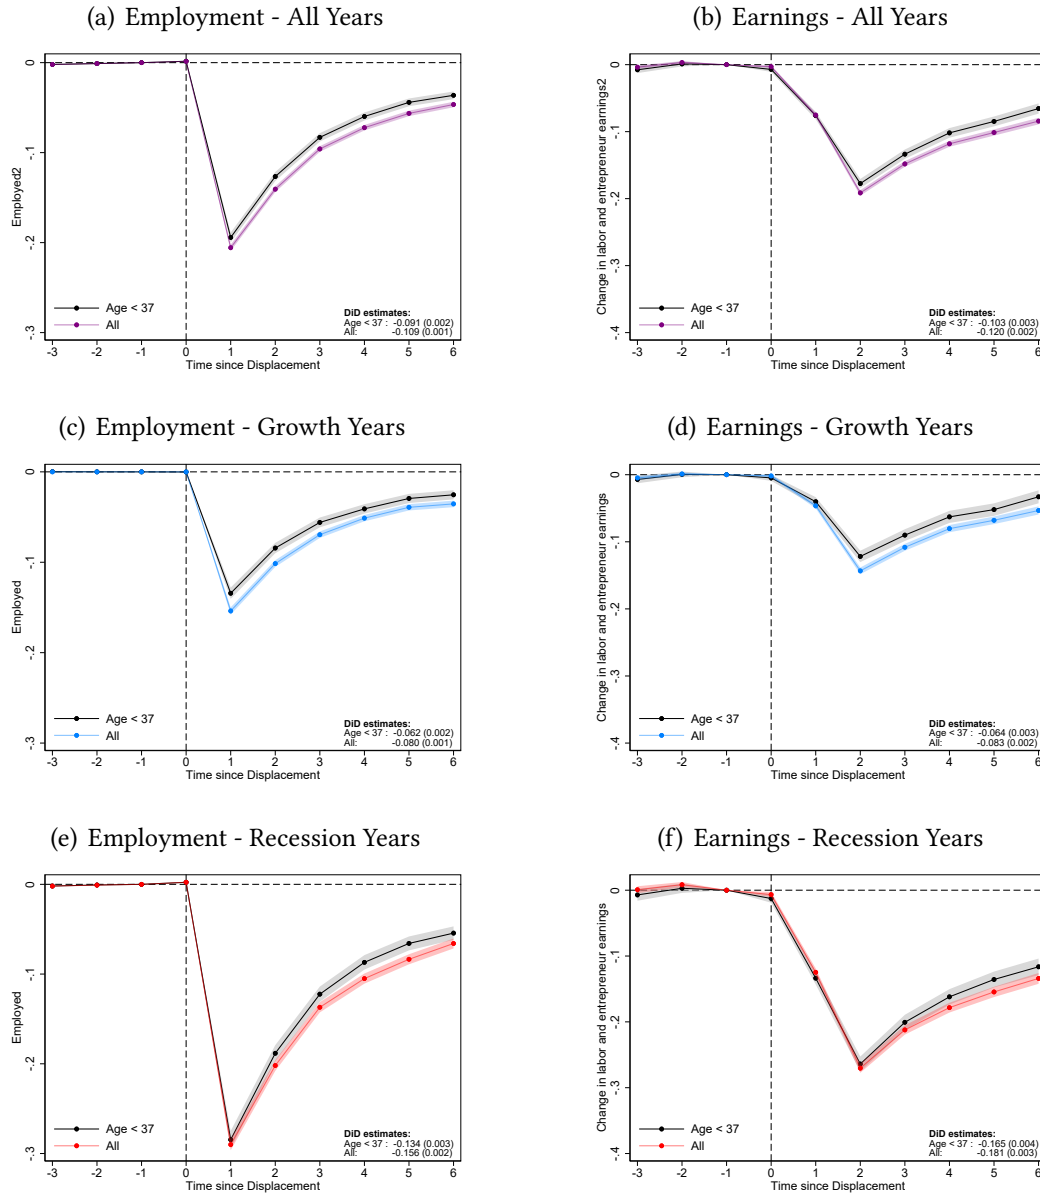 (a) Employment - All Years
Employed2
0
-.1
-.2
-.3
Age < 37
All
DiD estimates:
Age < 37 : -0.091 (0.002)
All: -0.109 (0.001)
-3 -2 -1 0 1 2 3 4 5 6
Time since Displacement
(b) Earnings - All Years
Change in labor and entrepreneur earnings2
0
-.1
-.2
-.3
-.4
Age < 37
All
DiD estimates:
Age < 37 : -0.103 (0.003)
All: -0.120 (0.002)
-3 -2 -1 0 1 2 3 4 5 6
Time since Displacement
(c) Employment - Growth Years
Employed
0
-.1
-.2
-.3
Age < 37
All
DiD estimates:
Age < 37 : -0.062 (0.002)
All: -0.080 (0.001)
-3 -2 -1 0 1 2 3 4 5 6
Time since Displacement
(d) Earnings - Growth Years
Change in labor and entrepreneur earnings
0
-.1
-.2
-.3
-.4
Age < 37
All
DiD estimates:
Age < 37 : -0.064 (0.003)
All: -0.083 (0.002)
-3 -2 -1 0 1 2 3 4 5 6
Time since Displacement
(e) Employment - Recession Years
Employed
0
-.1
-.2
-.3
Age < 37
All
DiD estimates:
Age < 37 : -0.134 (0.003)
All: -0.156 (0.002)
-3 -2 -1 0 1 2 3 4 5 6
Time since Displacement
(f) Earnings - Recession Years
Change in labor and entrepreneur earnings
0
-.1
-.2
-.3
-.4
Age < 37
All
DiD estimates:
Age < 37 : -0.165 (0.004)
All: -0.181 (0.003)
-3 -2 -1 0 1 2 3 4 5 6
Time since Displacement